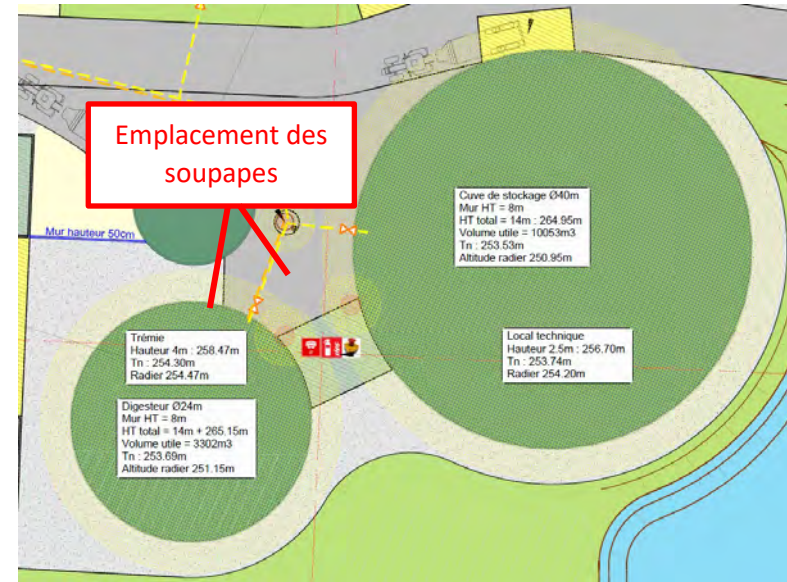 Emplacement des
soupapes
Mur hauteur 50cm
Cuve de stockage Ø40m
Mur HT = 8m
HT total = 14m : 264.95m
Volume utile = 10053m3
Tn : 253.53m
Altitude radier 250.95m
Trémie
Hauteur 4m : 258.47m
Tn : 254.30m
Radier 254.47m
Local technique
Hauteur 2.5m : 256.70m
Tn : 253.74m
Radier 254.20m
Digesteur Ø24m
Mur HT = 8m
HT total = 14m + 265.15m
Volume utile = 3302m3
Tn : 253.69m
Altitude radier 251.15m